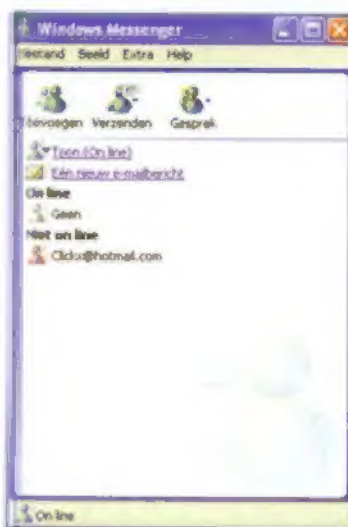 Windows Messenger
Bestand Beeld Extra Help
Toevoegen Verzenden Gesprek
Toon (On line)
Eén nieuw e-mailbericht
On line
Geen
Niet on line
Clickx@hotmail.com
On line